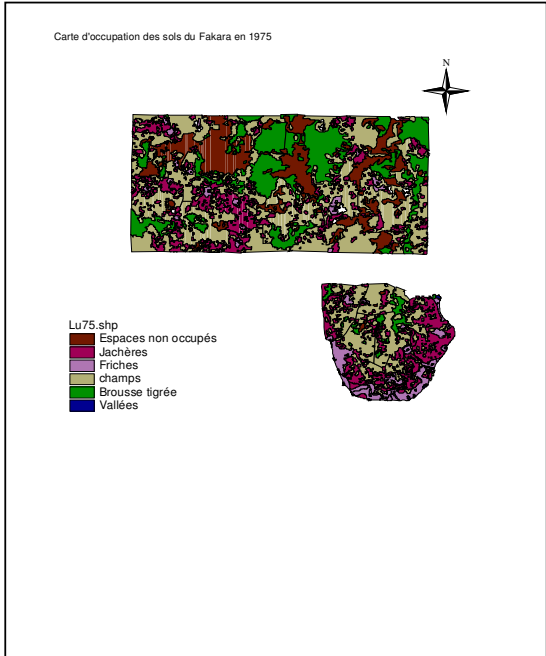 Carte d'occupation des sols du Fakara en 1975
N
Lu75.shp
Espaces non occupés
Jachères
Friches
champs
Brousse tigrée
Vallées